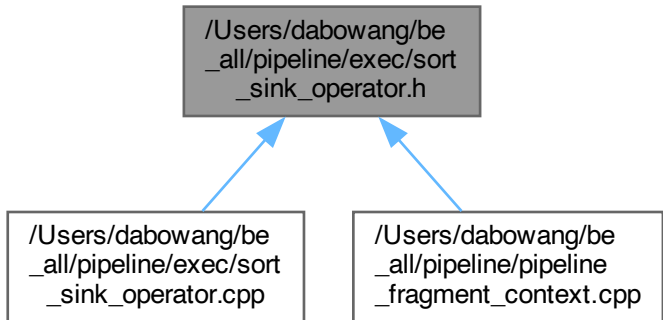 /Users/dabowang/be
_all/pipeline/exec/sort
_sink_operator.h
/Users/dabowang/be
_all/pipeline/exec/sort
_sink_operator.cpp
/Users/dabowang/be
_all/pipeline/pipeline
_fragment_context.cpp